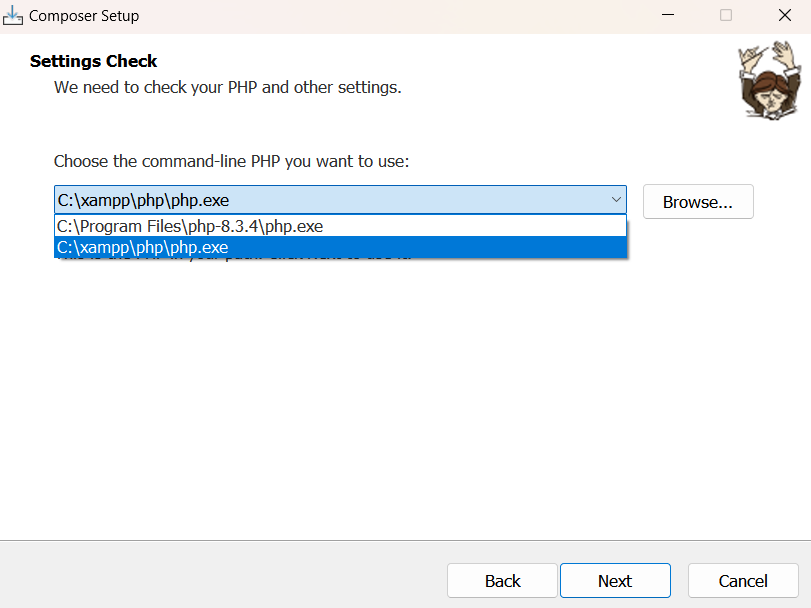 Composer Setup
Settings Check
We need to check your PHP and other settings.
Choose the command-line PHP you want to use:
C:\xampp\php\php.exe
Browse...
C:\Program Files\php-8.3.4\php.exe
C:\xampp\php\php.exe
Back
Next
Cancel